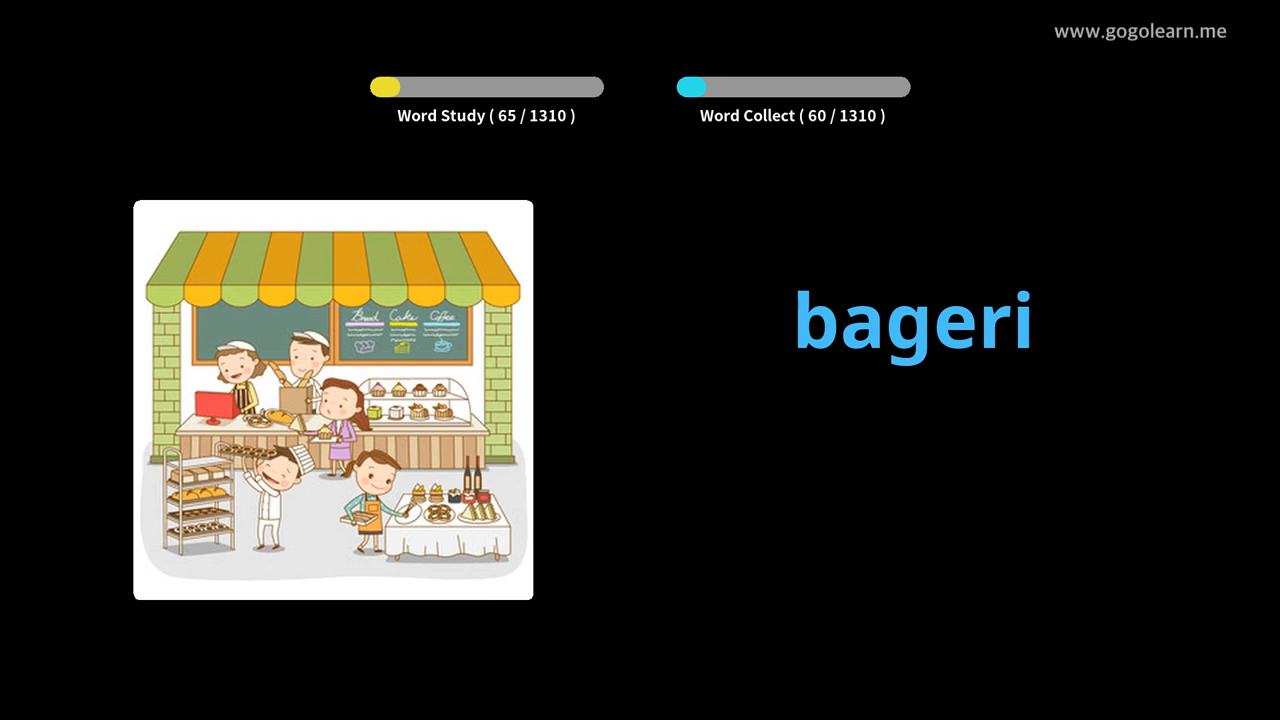 www.gogolearn.me
Word Study ( 65 / 1310 )
Word Collect ( 60 / 1310 )
Bread Cake Coffee
bageri